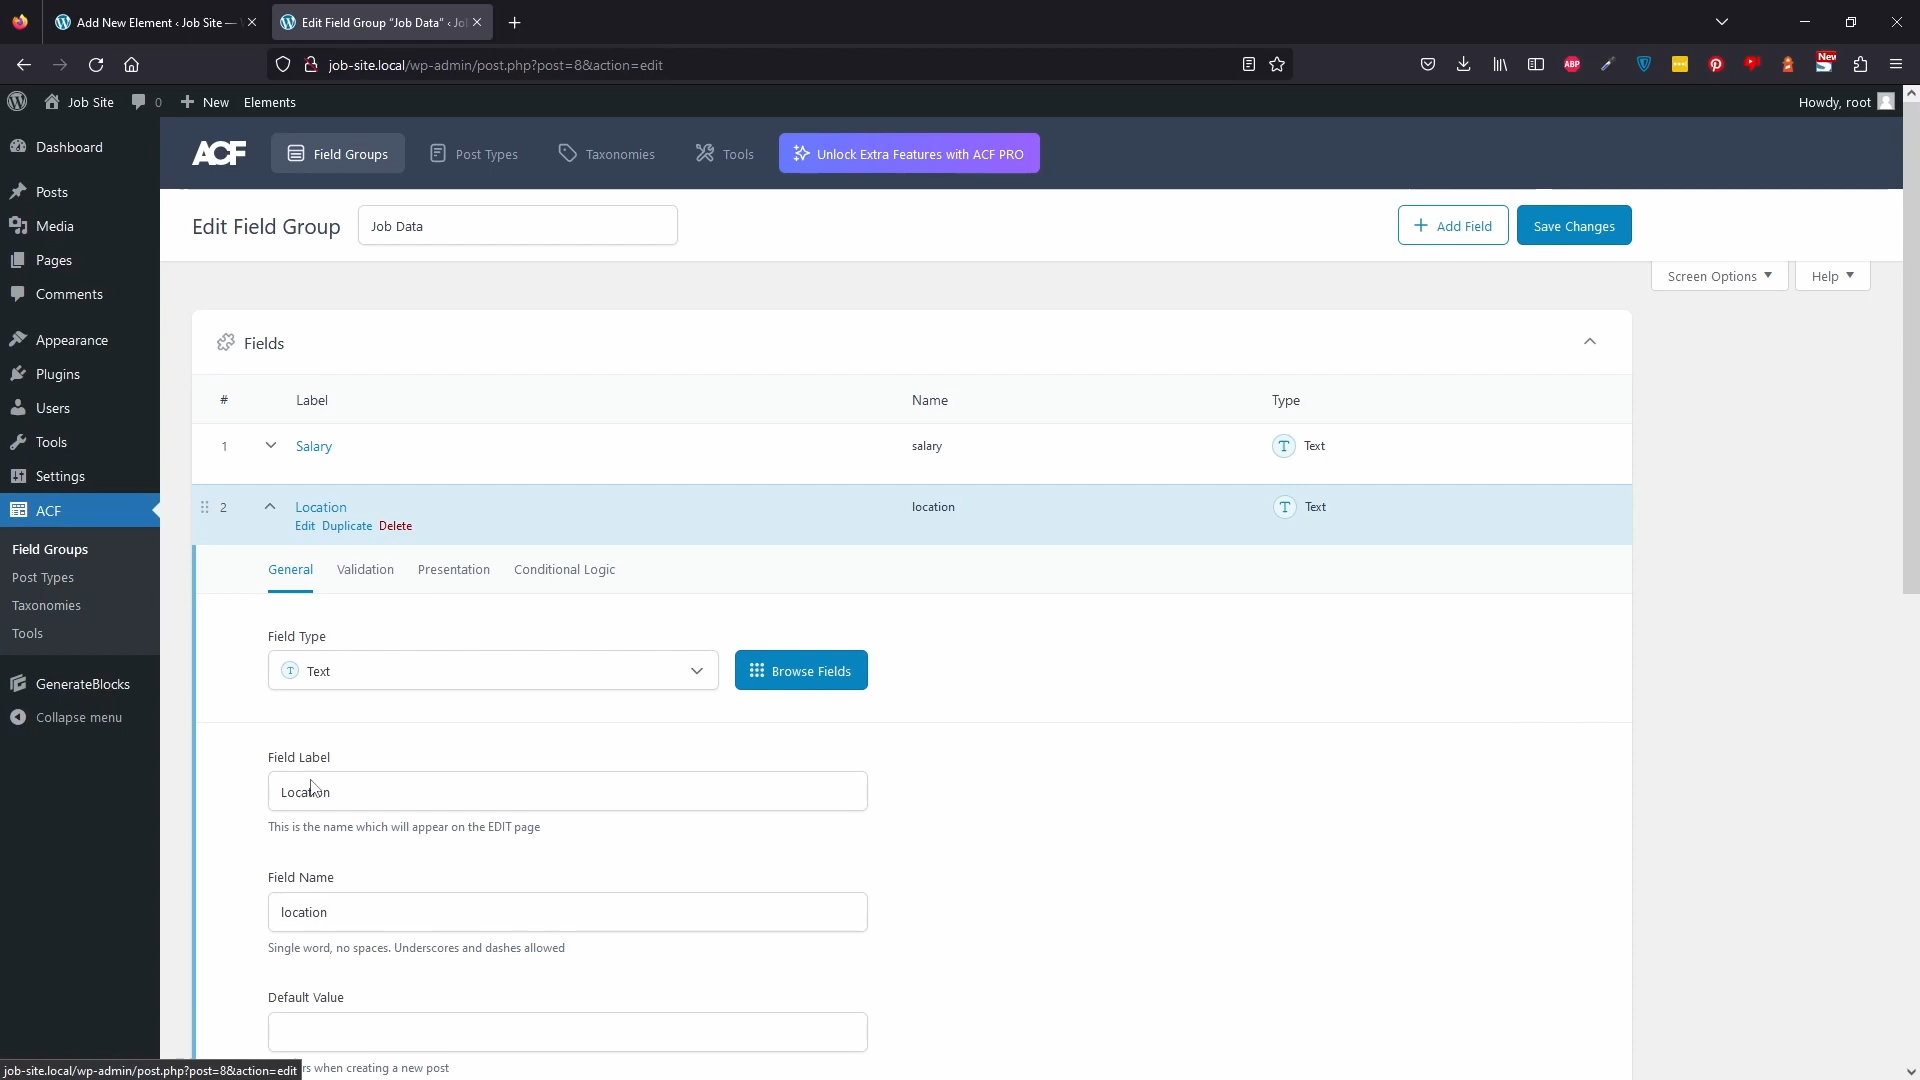 Add New Element ‹ Job Site —
Edit Field Group “Job Data” ‹ Jo
job-site.local/wp-admin/post.php?post=8&action=edit
ABP
New
Job Site
0
New
Elements
Howdy, root
Dashboard
Posts
Media
Pages
Comments
Appearance
Plugins
Users
Tools
Settings
ACF
Field Groups
Post Types
Taxonomies
Tools
GenerateBlocks
Collapse menu
ACF
Field Groups
Post Types
Taxonomies
Tools
Unlock Extra Features with ACF PRO
Edit Field Group
Job Data
Add Field
Save Changes
Screen Options
Help
Fields
# Label Name Type
1 Salary salary T Text
2 Location location T Text
Edit Duplicate Delete
General Validation Presentation Conditional Logic
Field Type
T Text
Browse Fields
Field Label
Location
This is the name which will appear on the EDIT page
Field Name
location
Single word, no spaces. Underscores and dashes allowed
Default Value
rs when creating a new post
job-site.local/wp-admin/post.php?post=8&action=edit